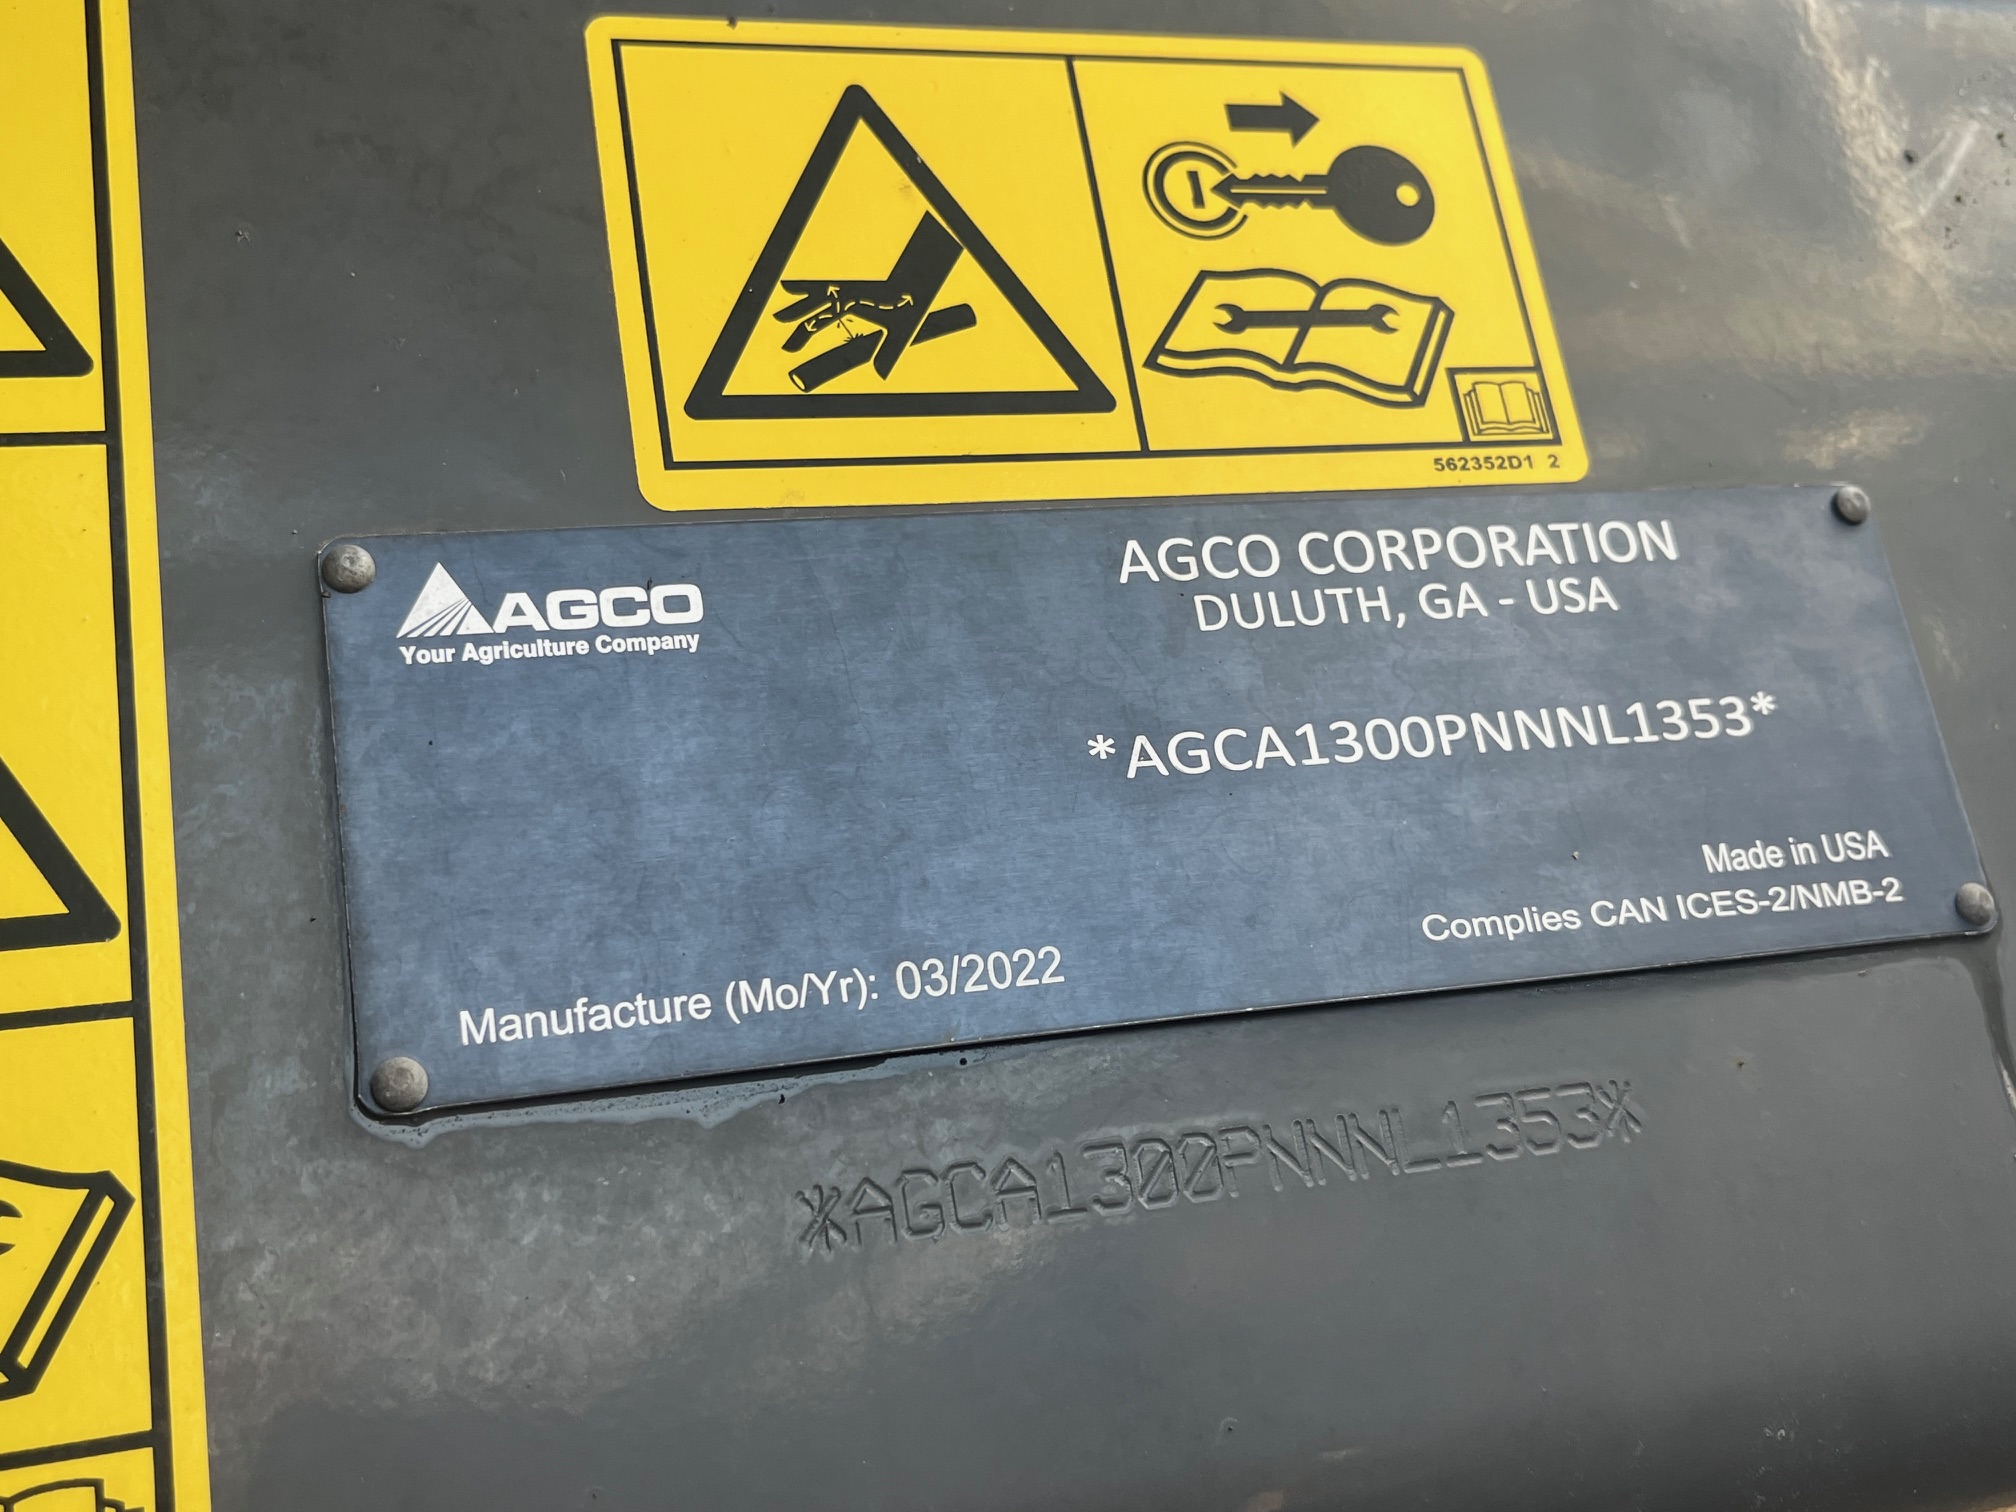 562352D1 2
AGCO
Your Agriculture Company
AGCO CORPORATION
DULUTH, GA - USA
*AGCA1300PNNNL1353*
Made in USA
Complies CAN ICES-2/NMB-2
Manufacture (Mo/Yr): 03/2022
*AGCA1300PNNNL1353*